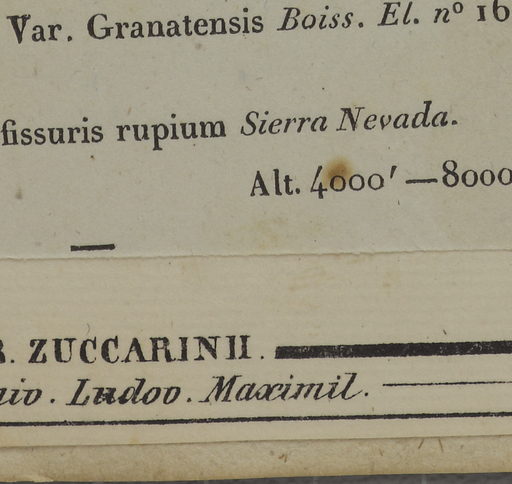 Var. Granatensis Boiss. El. nº 16
fissuris rupium Sierra Nevada.
Alt. 4000' — 8000
ZUCCARINII.
Ludov. Maximil.